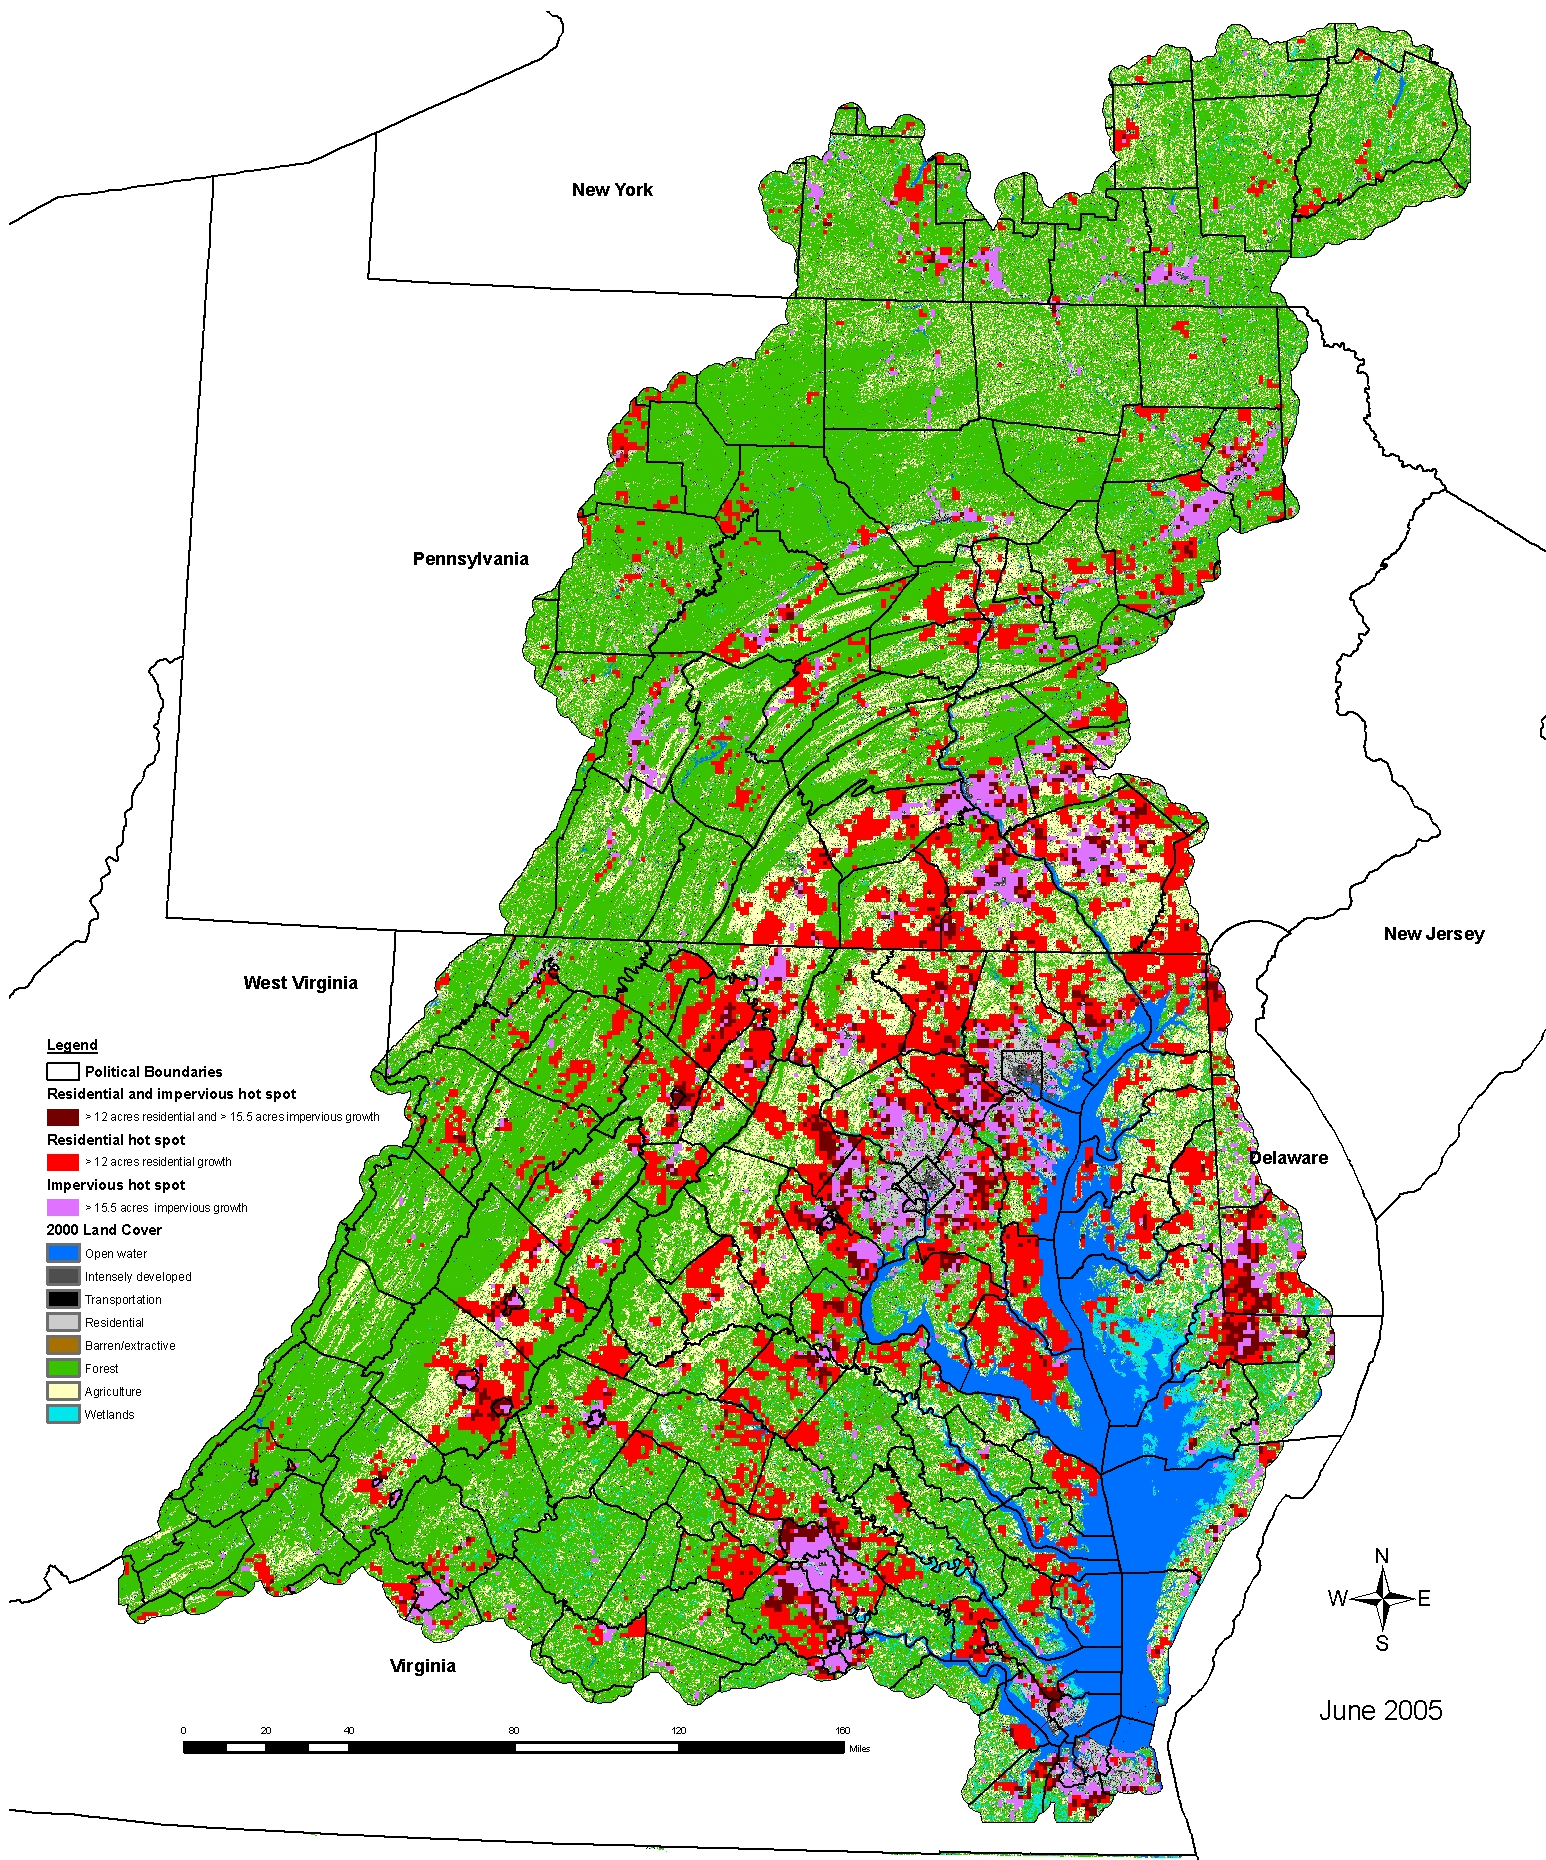 New York
Pennsylvania
New Jersey
West Virginia
Legend
Political Boundaries
Residential and impervious hot spot
> 12 acres residential and > 15.5 acres impervious growth
Residential hot spot
> 12 acres residential growth
Impervious hot spot
> 15.5 acres impervious growth
2000 Land Cover
Open water
Intensely developed
Transportation
Residential
Barren/extractive
Forest
Agriculture
Wetlands
Delaware
N
W E
S
Virginia
June 2005
0 20 40 80 120 160
Miles